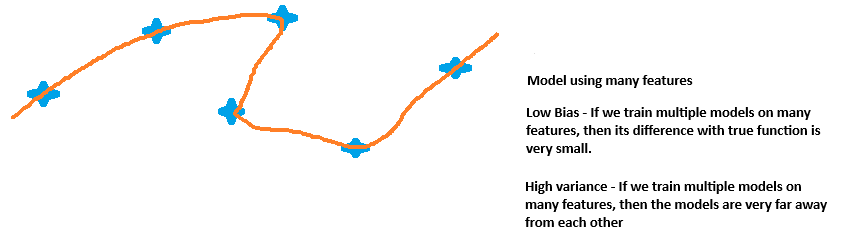 Model using many features
Low Bias - If we train multiple models on many
features, then its difference with true function is
very small.
High variance - If we train multiple models on
many features, then the models are very far away
from each other